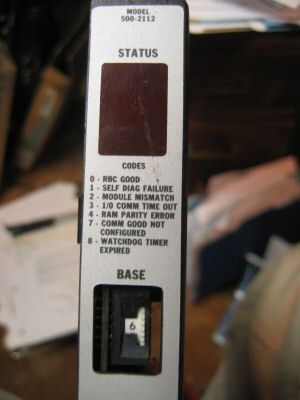 MODEL
500-2112
STATUS
CODES
0 - RBC GOOD
1 - SELF DIAG FAILURE
2 - MODULE MISMATCH
3 - I/O COMM TIME OUT
4 - RAM PARITY ERROR
7 - COMM GOOD NOT
CONFIGURED
8 - WATCHDOG TIMER
EXPIRED
BASE
6